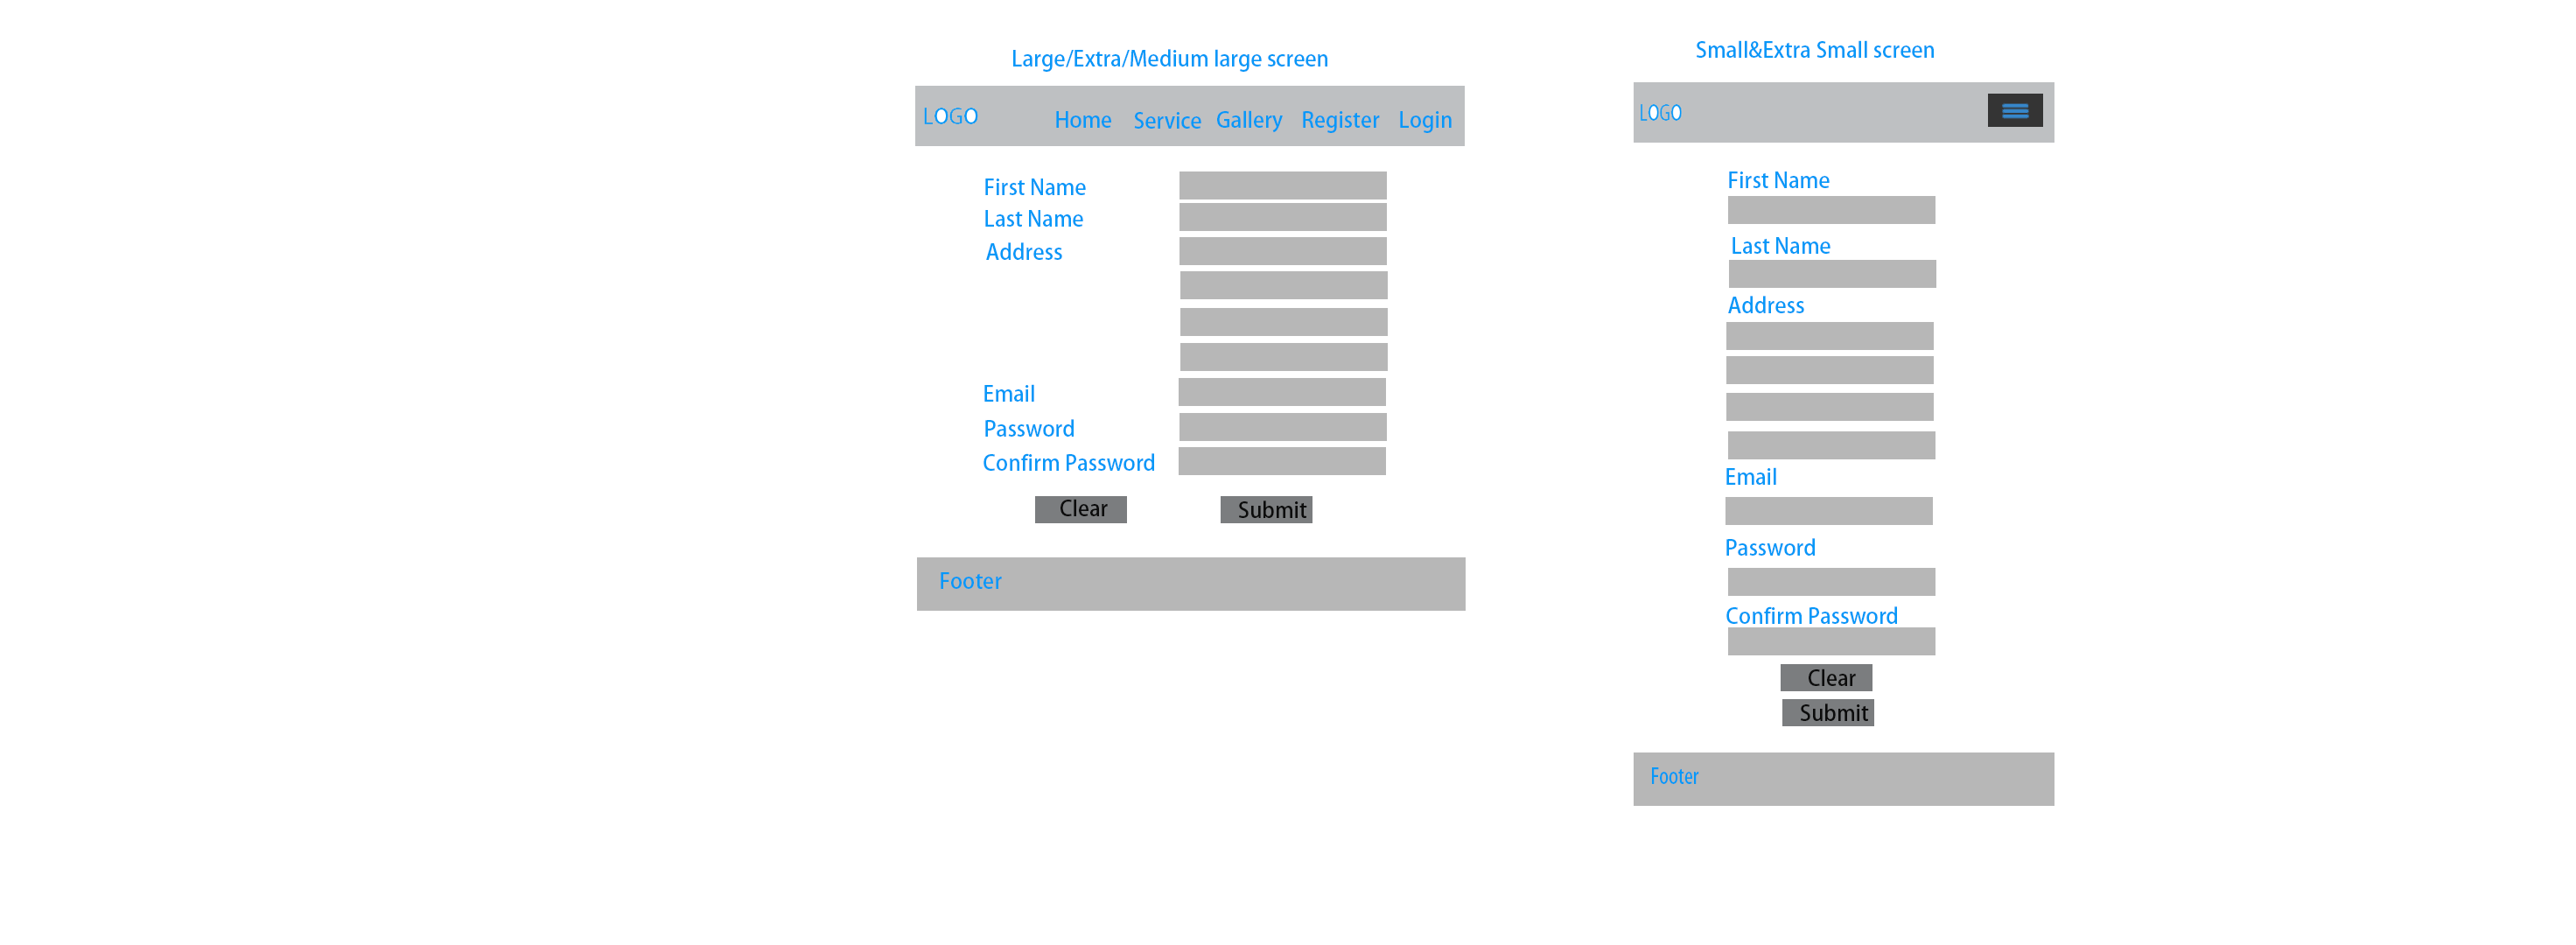 Large/Extra/Medium large screen
LOGO
Home Service Gallery Register Login
First Name
Last Name
Address
Email
Password
Confirm Password
Clear Submit
Footer
Small&Extra Small screen
LOGO
First Name
Last Name
Address
Email
Password
Confirm Password
Clear
Submit
Footer